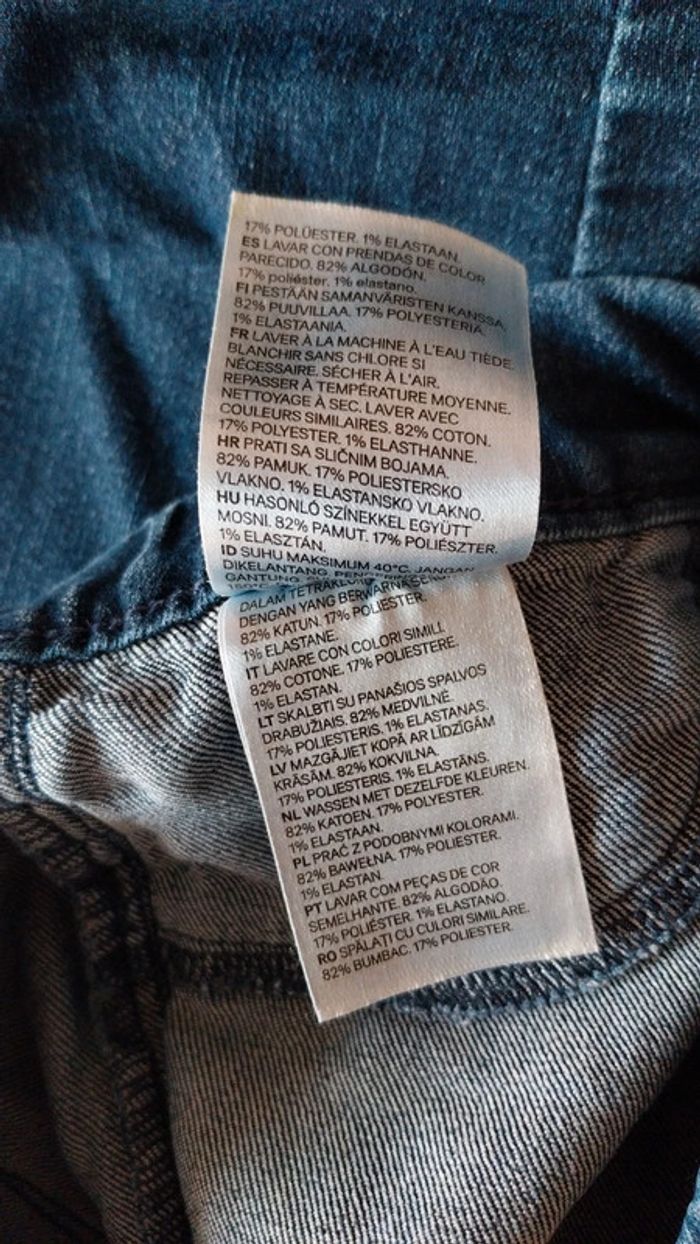 17% POLÜESTER. 1% ELASTAAN.
ES LAVAR CON PRENDAS DE COLOR
PARECIDO. 82% ALGODÓN.
17% poliéster. 1% elastano.
FI PESTÄÄN SAMANVÄRISTEN KANSSA.
82% PUUVILLAA. 17% POLYESTERIA.
1% ELASTAANIA.
FR LAVER À LA MACHINE À L'EAU TIÈDE.
BLANCHIR SANS CHLORE SI
NÉCESSAIRE. SÉCHER À L'AIR.
REPASSER À TEMPÉRATURE MOYENNE.
NETTOYAGE À SEC. LAVER AVEC
COULEURS SIMILAIRES. 82% COTON.
17% POLYESTER. 1% ELASTHANNE.
HR PRATI SA SLIČNIM BOJAMA.
82% PAMUK. 17% POLIESTERSKO
VLAKNO. 1% ELASTANSKO VLAKNO.
HU HASONLÓ SZÍNEKKEL EGYÜTT
MOSNI. 82% PAMUT. 17% POLIÉSZTER.
1% ELASZTÁN.
ID SUHU MAKSIMUM 40°C. JANGAN
DIKELANTANG.
GANTUNG.
DALAM
DENGAN YANG BERWARNA
82% KATUN. 17% POLIESTER.
1% ELASTANE.
IT LAVARE CON COLORI SIMILI.
82% COTONE. 17% POLIESTERE.
1% ELASTAN.
LT SKALBTI SU PANAŠIOS SPALVOS
DRABUŽIAIS. 82% MEDVILNĖ.
17% POLIESTERIS. 1% ELASTANAS.
LV MAZGĀJIET KOPĀ AR LĪDZĪGĀM
KRĀSĀM. 82% KOKVILNA.
17% POLIESTERIS. 1% ELASTĀNS.
NL WASSEN MET DEZELFDE KLEUREN.
82% KATOEN. 17% POLYESTER.
1% ELASTAAN.
PL PRAĆ Z PODOBNYMI KOLORAMI.
82% BAWEŁNA. 17% POLIESTER.
1% ELASTAN.
PT LAVAR COM PEÇAS DE COR
SEMELHANTE. 82% ALGODÃO.
17% POLIÉSTER. 1% ELASTANO.
RO SPĂLAȚI CU CULORI SIMILARE.
82% BUMBAC. 17% POLIESTER.